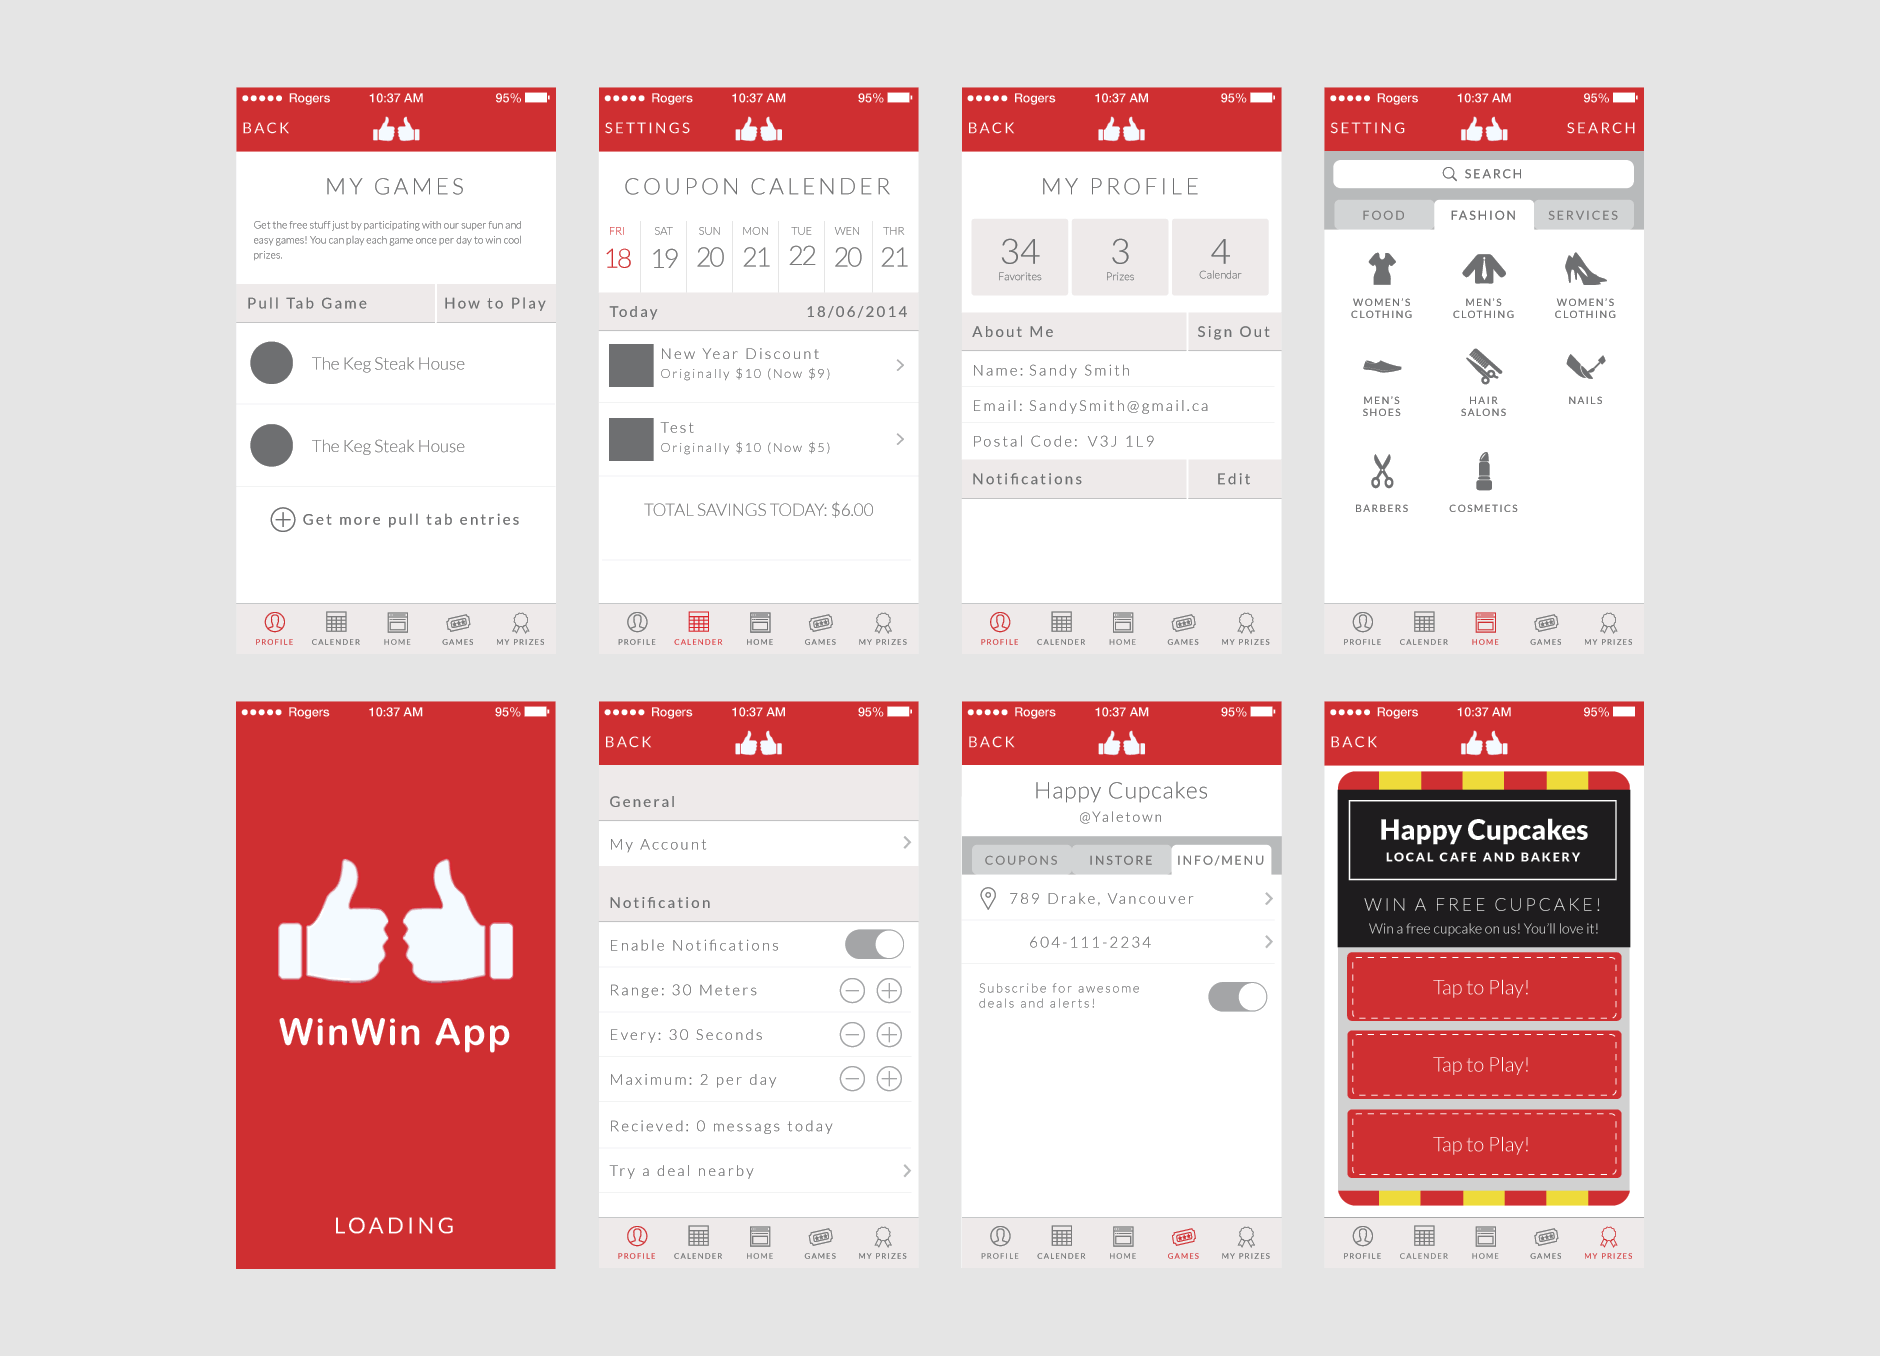 Rogers 10:37 AM 95%
BACK
MY GAMES
Get the free stuff just by participating with our super fun and
easy games! You can play each game once per day to win cool
prizes.
Pull Tab Game How to Play
The Keg Steak House
The Keg Steak House
Get more pull tab entries
PROFILE CALENDER HOME GAMES MY PRIZES
Rogers 10:37 AM 95%
SETTINGS
COUPON CALENDER
FRI SAT SUN MON TUE WEN THR
18 19 20 21 22 20 21
Today 18/06/2014
New Year Discount
Originally $10 (Now $9)
Test
Originally $10 (Now $5)
TOTAL SAVINGS TODAY: $6.00
PROFILE CALENDER HOME GAMES MY PRIZES
Rogers 10:37 AM 95%
BACK
MY PROFILE
34 3 4
Favorites Prizes Calendar
About Me Sign Out
Name: Sandy Smith
Email: SandySmith@gmail.ca
Postal Code: V3J 1L9
Notifications Edit
PROFILE CALENDER HOME GAMES MY PRIZES
Rogers 10:37 AM 95%
SETTING SEARCH
SEARCH
FOOD FASHION SERVICES
WOMEN'S MEN'S WOMEN'S
CLOTHING CLOTHING CLOTHING
MEN'S HAIR NAILS
SHOES SALONS
BARBERS COSMETICS
PROFILE CALENDER HOME GAMES MY PRIZES
Rogers 10:37 AM 95%
WinWin App
LOADING
Rogers 10:37 AM 95%
BACK
General
My Account
Notification
Enable Notifications
Range: 30 Meters
Every: 30 Seconds
Maximum: 2 per day
Recieved: 0 messags today
Try a deal nearby
PROFILE CALENDER HOME GAMES MY PRIZES
Rogers 10:37 AM 95%
BACK
Happy Cupcakes
@Yaletown
COUPONS INSTORE INFO/MENU
789 Drake, Vancouver
604-111-2234
Subscribe for awesome
deals and alerts!
PROFILE CALENDER HOME GAMES MY PRIZES
Rogers 10:37 AM 95%
BACK
Happy Cupcakes
LOCAL CAFE AND BAKERY
WIN A FREE CUPCAKE!
Win a free cupcake on us! You'll love it!
Tap to Play!
Tap to Play!
Tap to Play!
PROFILE CALENDER HOME GAMES MY PRIZES